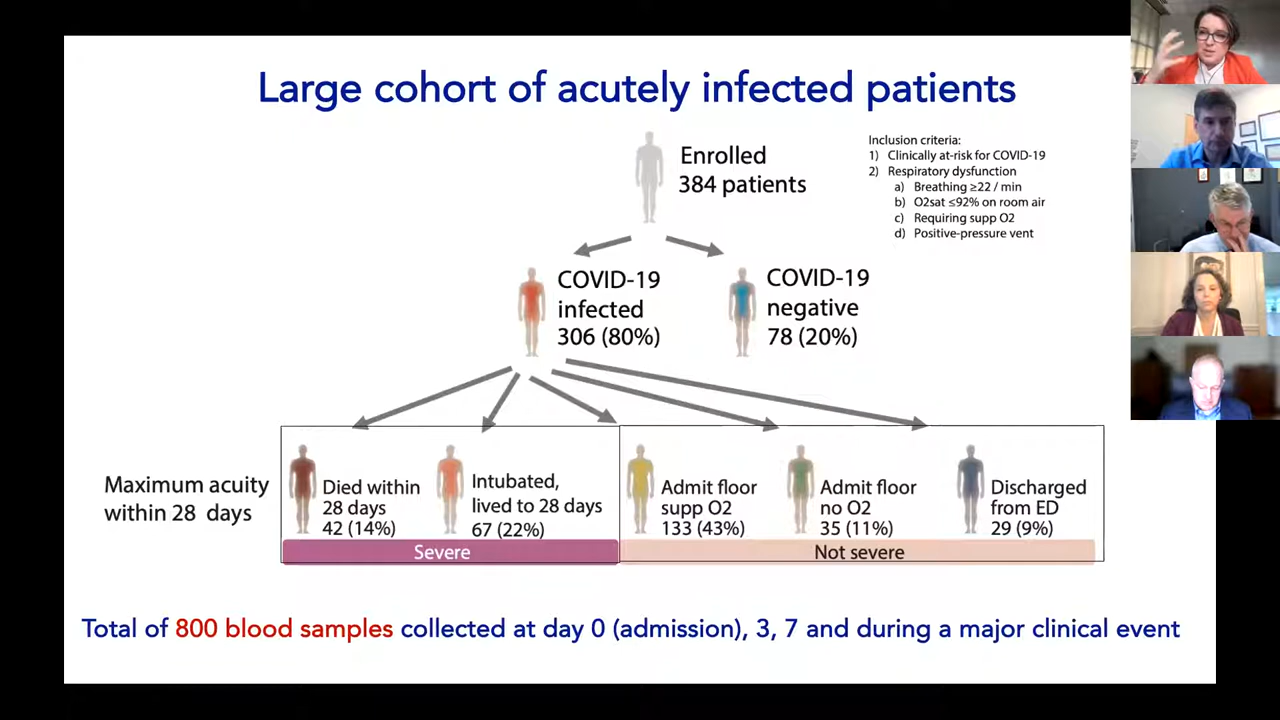 Large cohort of acutely infected patients
Enrolled
384 patients
Inclusion criteria:
1) Clinically at-risk for COVID-19
2) Respiratory dysfunction
a) Breathing ≥22 / min
b) O2sat ≤92% on room air
c) Requiring supp O2
d) Positive-pressure vent
COVID-19
infected
306 (80%)
COVID-19
negative
78 (20%)
Maximum acuity
within 28 days
Died within
28 days
42 (14%)
Intubated,
lived to 28 days
67 (22%)
Admit floor
supp O2
133 (43%)
Admit floor
no O2
35 (11%)
Discharged
from ED
29 (9%)
Severe
Not severe
Total of 800 blood samples collected at day 0 (admission), 3, 7 and during a major clinical event